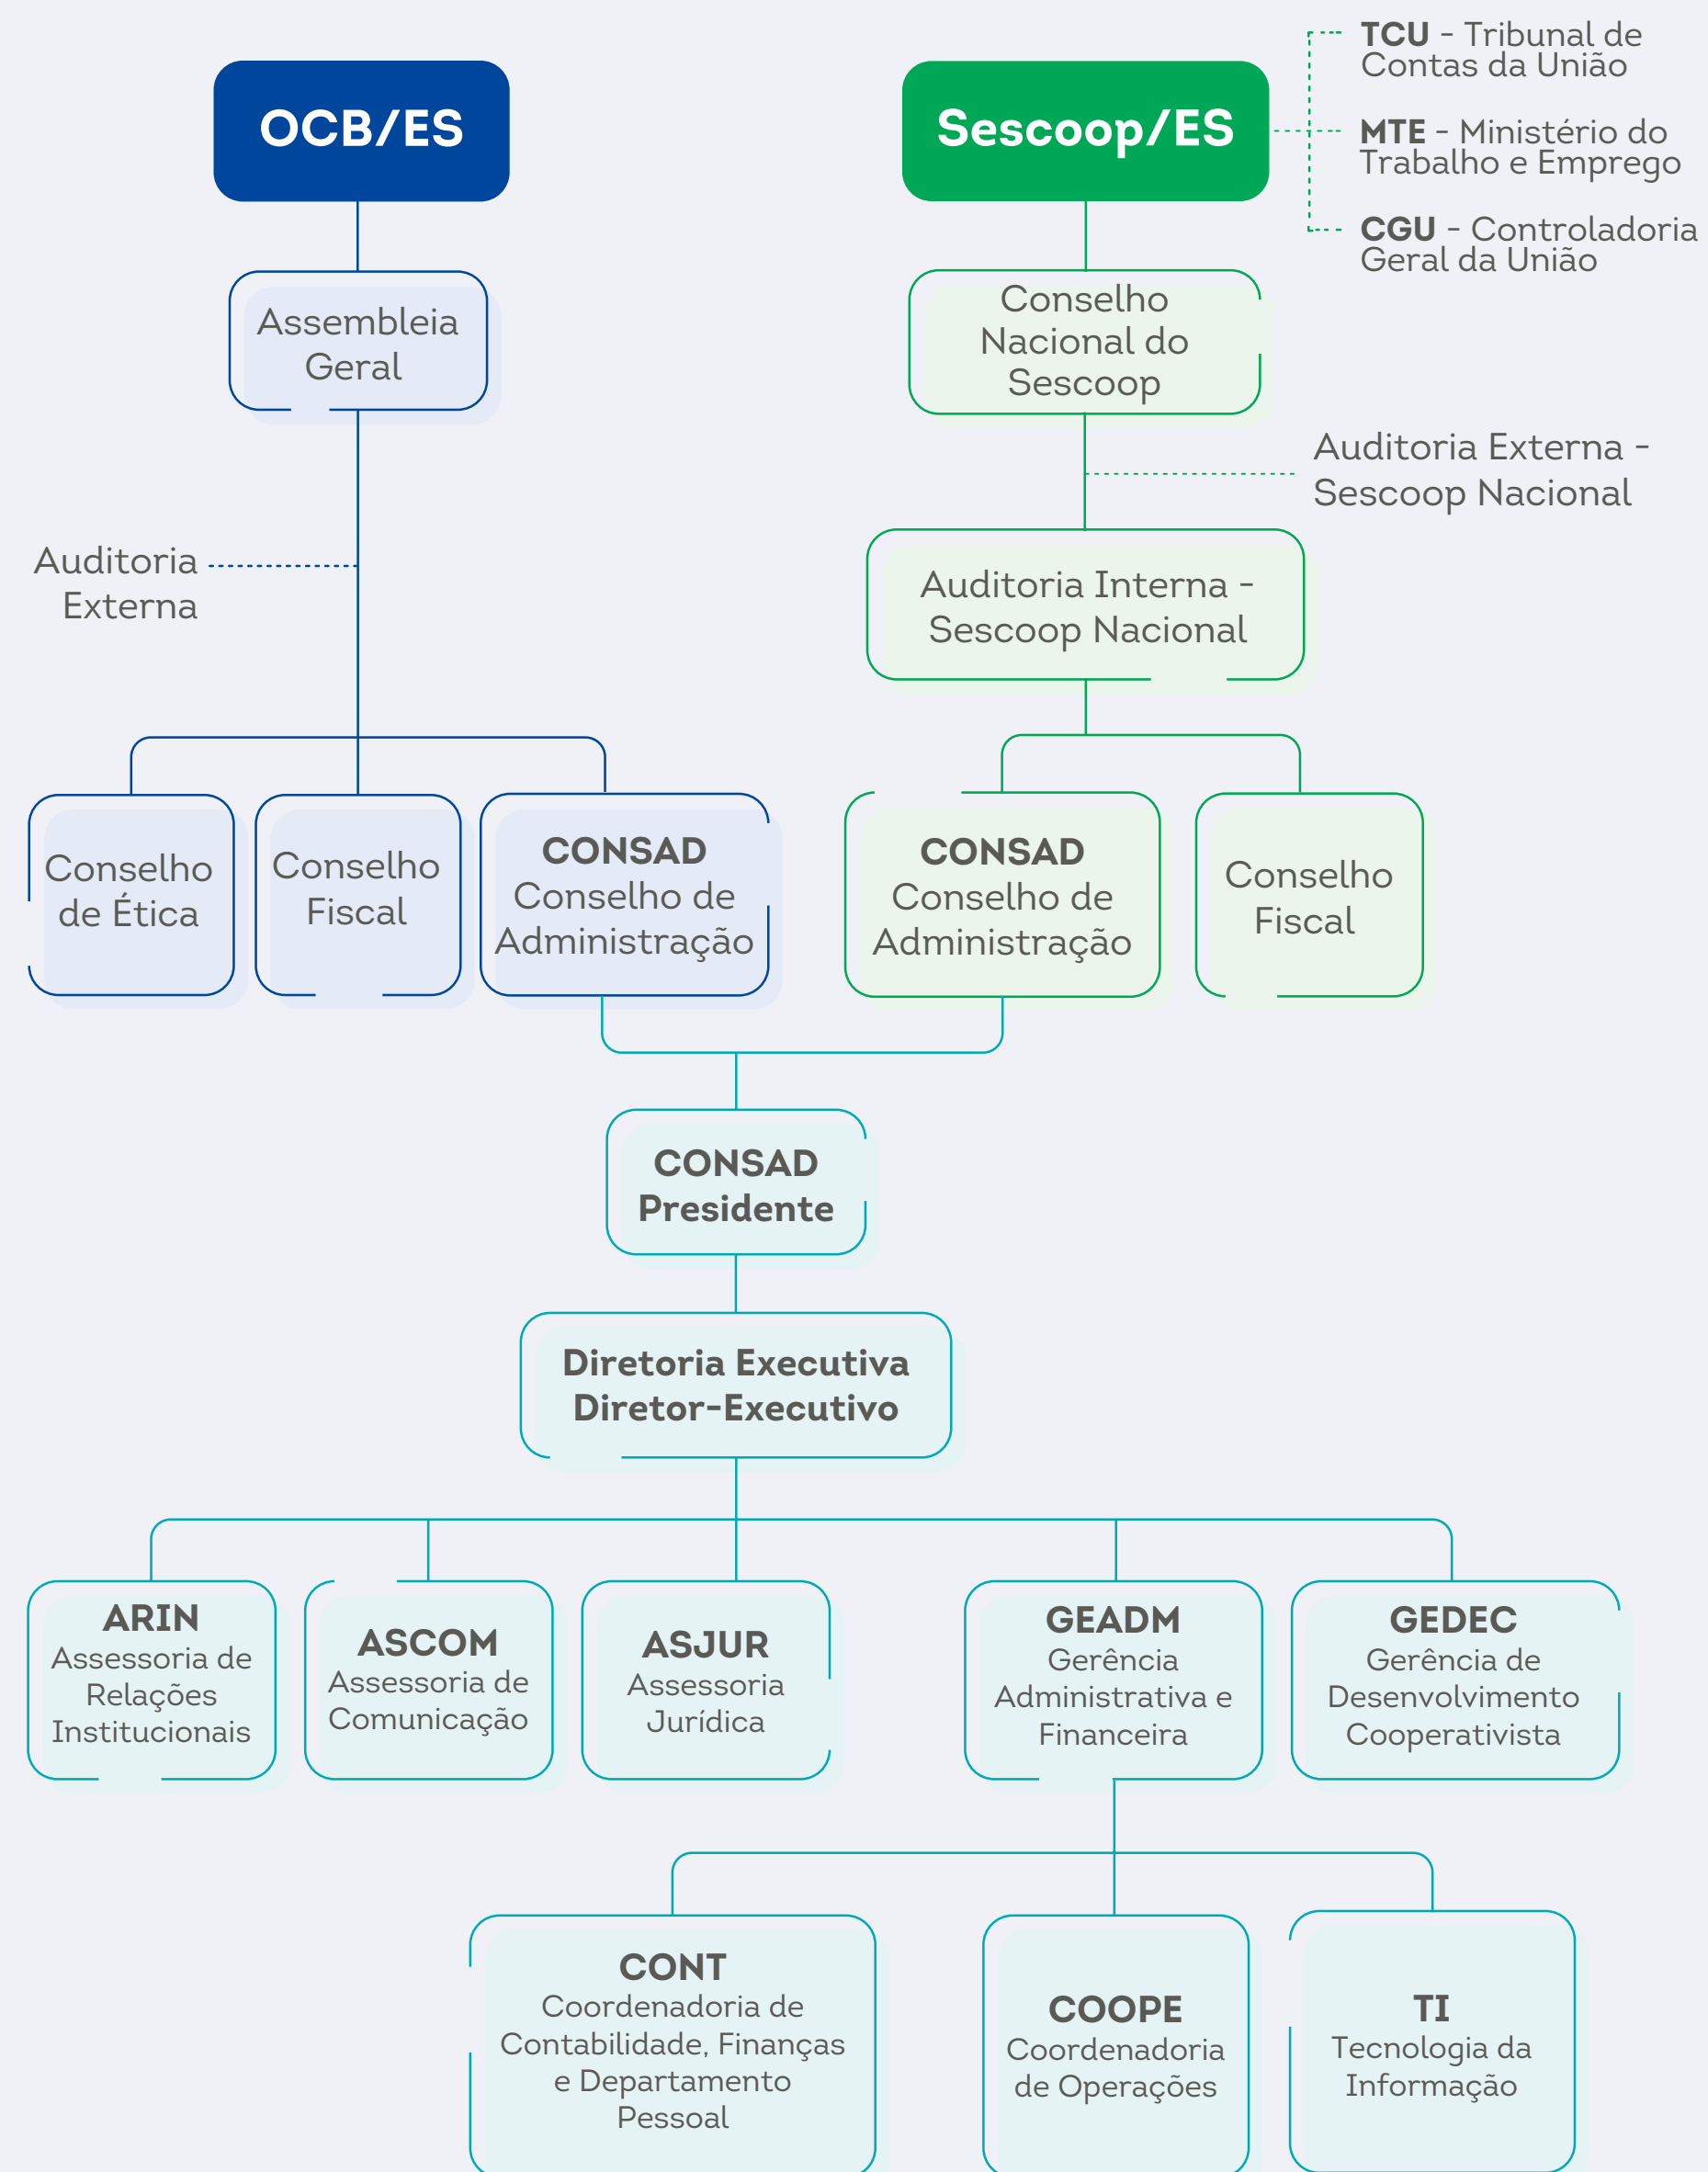 OCB/ES
Sescoop/ES
TCU - Tribunal de
Contas da União
MTE - Ministério do
Trabalho e Emprego
CGU - Controladoria
Geral da União
Assembleia
Geral
Conselho
Nacional do
Sescoop
Auditoria Externa -
Sescoop Nacional
Auditoria
Externa
Auditoria Interna -
Sescoop Nacional
Conselho
de Ética
Conselho
Fiscal
CONSAD
Conselho de
Administração
CONSAD
Conselho de
Administração
Conselho
Fiscal
CONSAD
Presidente
Diretoria Executiva
Diretor-Executivo
ARIN
Assessoria de
Relações
Institucionais
ASCOM
Assessoria de
Comunicação
ASJUR
Assessoria
Jurídica
GEADM
Gerência
Administrativa e
Financeira
GEDEC
Gerência de
Desenvolvimento
Cooperativista
CONT
Coordenadoria de
Contabilidade, Finanças
e Departamento
Pessoal
COOPE
Coordenadoria
de Operações
TI
Tecnologia da
Informação